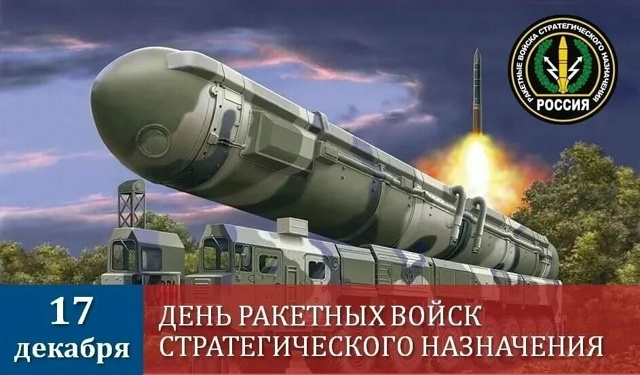 РАКЕТНЫЕ ВОЙСКА СТРАТЕГИЧЕСКОГО НАЗНАЧЕНИЯ
РОССИЯ
17
декабря
ДЕНЬ РАКЕТНЫХ ВОЙСК
СТРАТЕГИЧЕСКОГО НАЗНАЧЕНИЯ